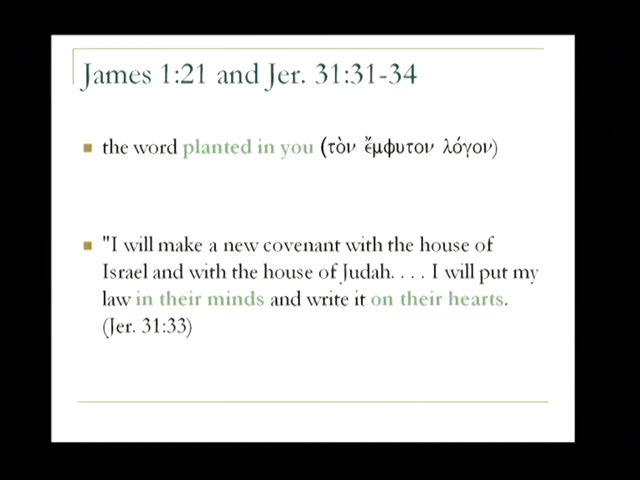 James 1:21 and Jer. 31:31-34
the word planted in you (τὸν ἔμφυτον λόγον)
"I will make a new covenant with the house of
Israel and with the house of Judah. . . . I will put my
law in their minds and write it on their hearts.
(Jer. 31:33)